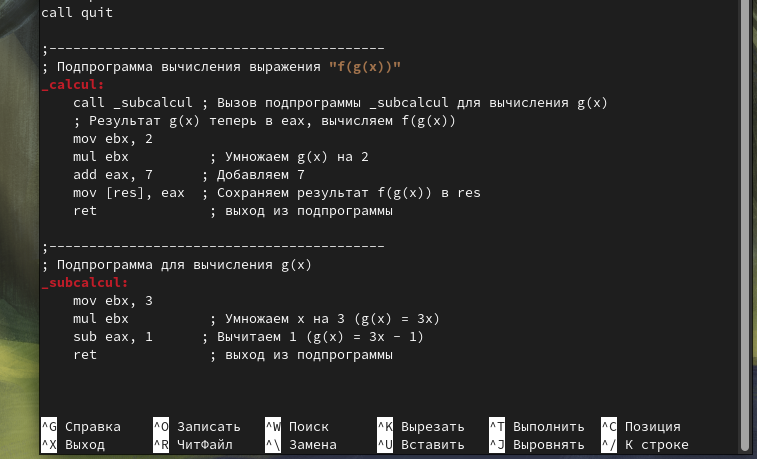 call quit
;------------------------------------------
; Подпрограмма вычисления выражения "f(g(x))"
_calcul:
    call _subcalcul ; Вызов подпрограммы _subcalcul для вычисления g(x)
    ; Результат g(x) теперь в eax, вычисляем f(g(x))
    mov ebx, 2
    mul ebx          ; Умножаем g(x) на 2
    add eax, 7      ; Добавляем 7
    mov [res], eax  ; Сохраняем результат f(g(x)) в res
    ret              ; выход из подпрограммы
;------------------------------------------
; Подпрограмма для вычисления g(x)
_subcalcul:
    mov ebx, 3
    mul ebx          ; Умножаем x на 3 (g(x) = 3x)
    sub eax, 1      ; Вычитаем 1 (g(x) = 3x - 1)
    ret              ; выход из подпрограммы
^G Справка    ^O Записать   ^W Поиск      ^K Вырезать   ^T Выполнить  ^C Позиция
^X Выход      ^R ЧитФайл    ^\ Замена     ^U Вставить   ^J Выровнять  ^/ К строке